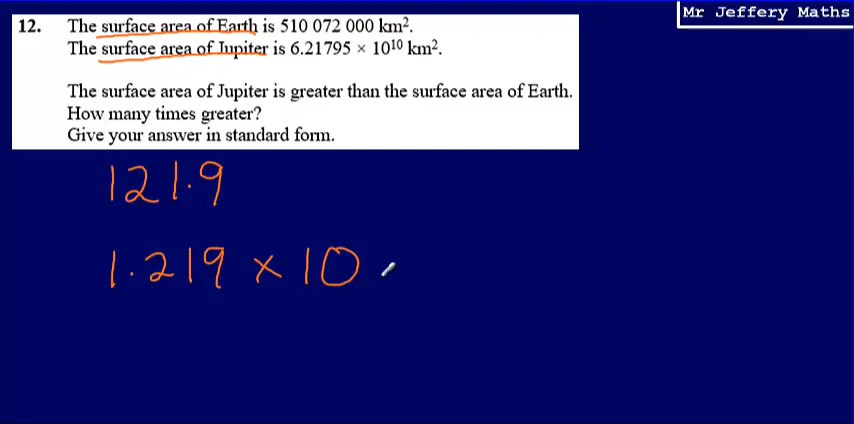 Mr Jeffery Maths
12. The surface area of Earth is 510 072 000 km².
The surface area of Jupiter is 6.21795 × 10¹⁰ km².
The surface area of Jupiter is greater than the surface area of Earth.
How many times greater?
Give your answer in standard form.
121.9
1.219 × 10